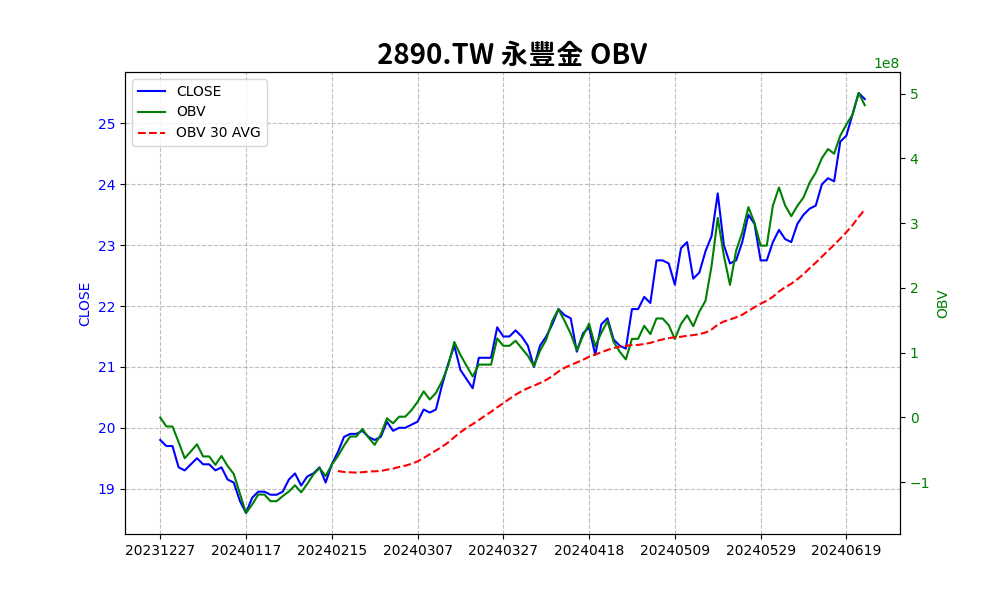 2890.TW 永豐金 OBV
1e8
CLOSE
OBV
OBV 30 AVG
25
24
23
22
21
20
19
CLOSE
5
4
3
2
1
0
−1
OBV
20231227 20240117 20240215 20240307 20240327 20240418 20240509 20240529 20240619